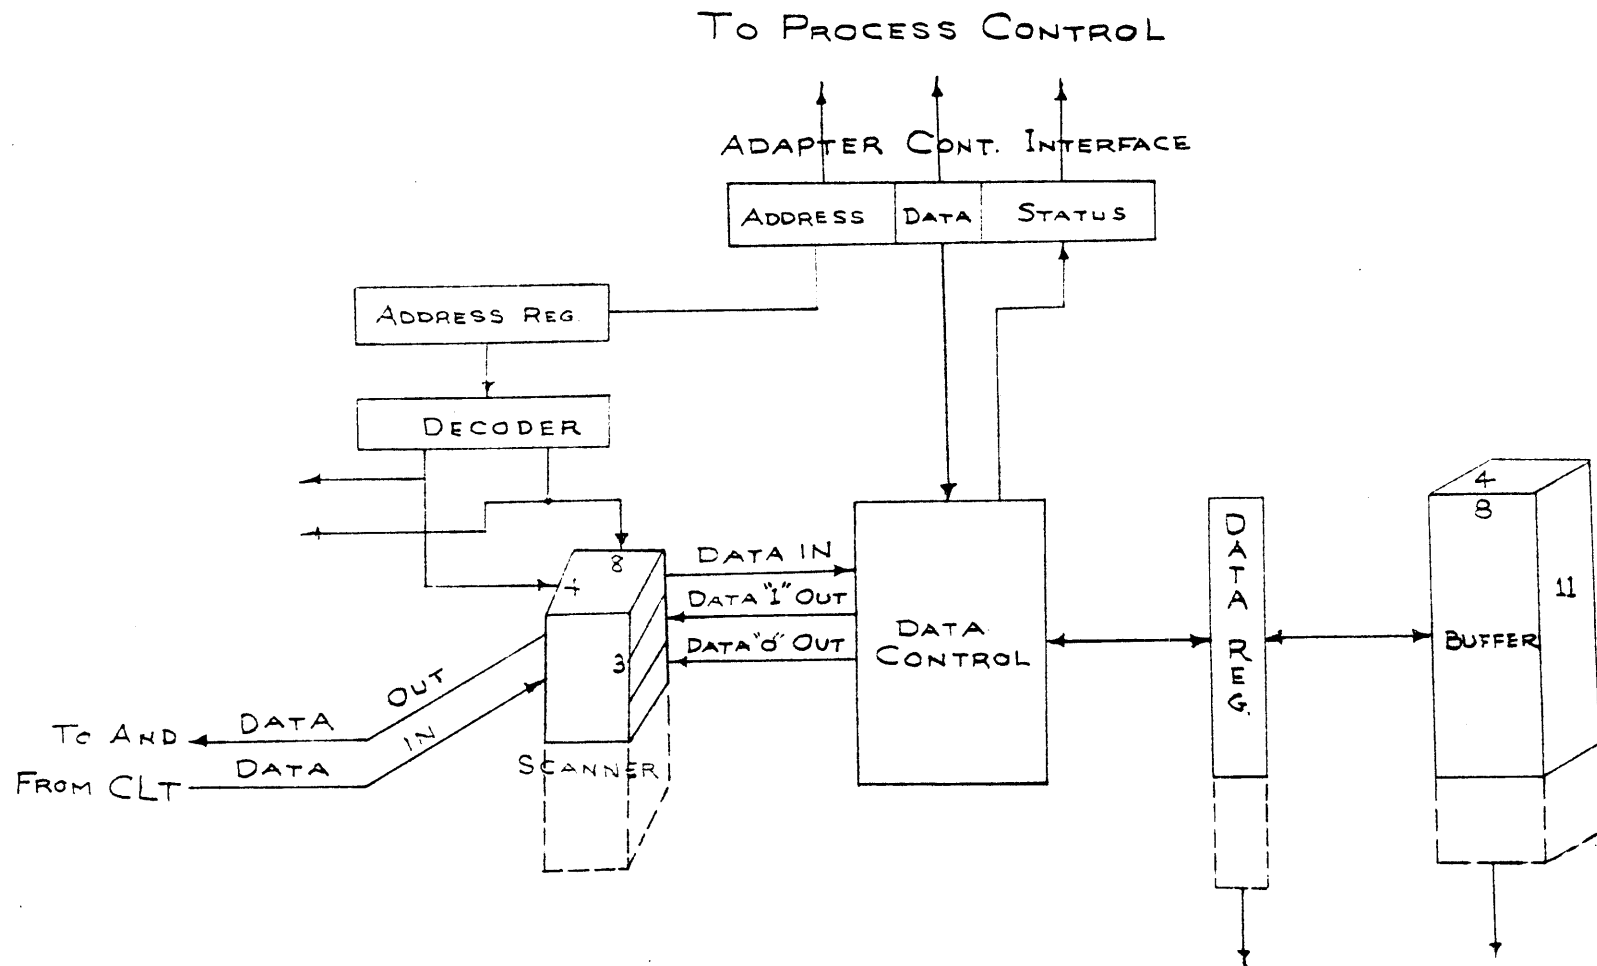 TO PROCESS CONTROL
ADAPTER CONT. INTERFACE
ADDRESS DATA STATUS
ADDRESS REG.
DECODER
4
8
8
4
11
3
DATA IN
DATA "1" OUT
DATA "0" OUT
DATA CONTROL
DATA REG.
BUFFER
OUT
IN
TO AND
DATA
FROM CLT
DATA
SCANNER